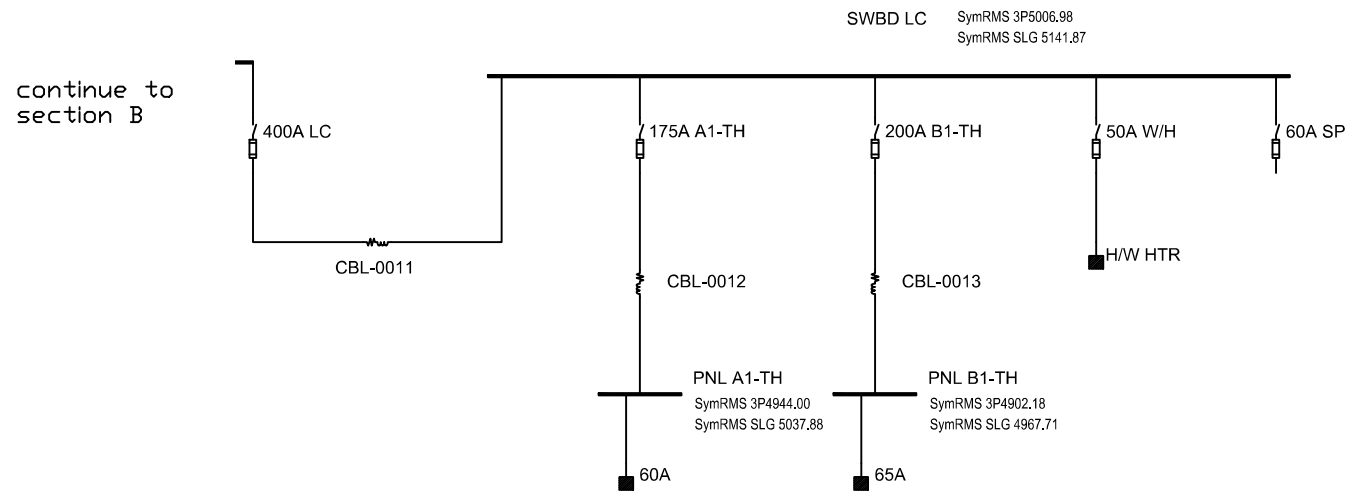 SWBD LC
SymRMS 3P5006.98
SymRMS SLG 5141.87
continue to
section B
400A LC
175A A1-TH
200A B1-TH
50A W/H
60A SP
CBL-0011
CBL-0012
CBL-0013
H/W HTR
PNL A1-TH
SymRMS 3P4944.00
SymRMS SLG 5037.88
PNL B1-TH
SymRMS 3P4902.18
SymRMS SLG 4967.71
60A
65A